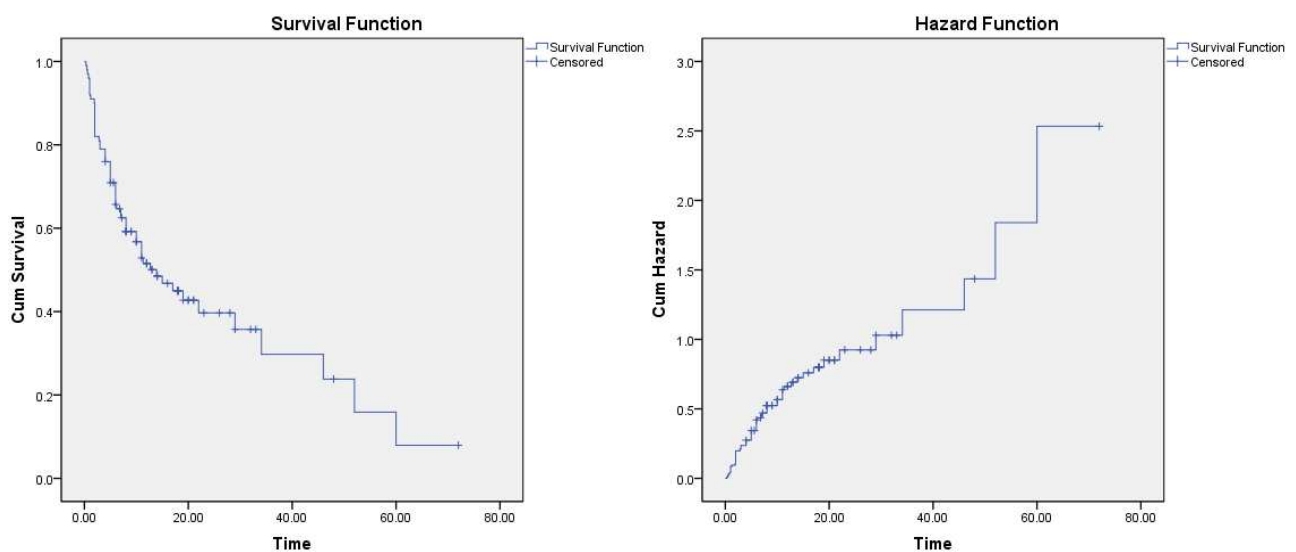 Survival Function
Survival Function
Censored
1.0
0.8
0.6
0.4
0.2
0.0
Cum Survival
0.00 20.00 40.00 60.00 80.00
Time
Hazard Function
Survival Function
Censored
3.0
2.5
2.0
1.5
1.0
0.5
0.0
Cum Hazard
0.00 20.00 40.00 60.00 80.00
Time